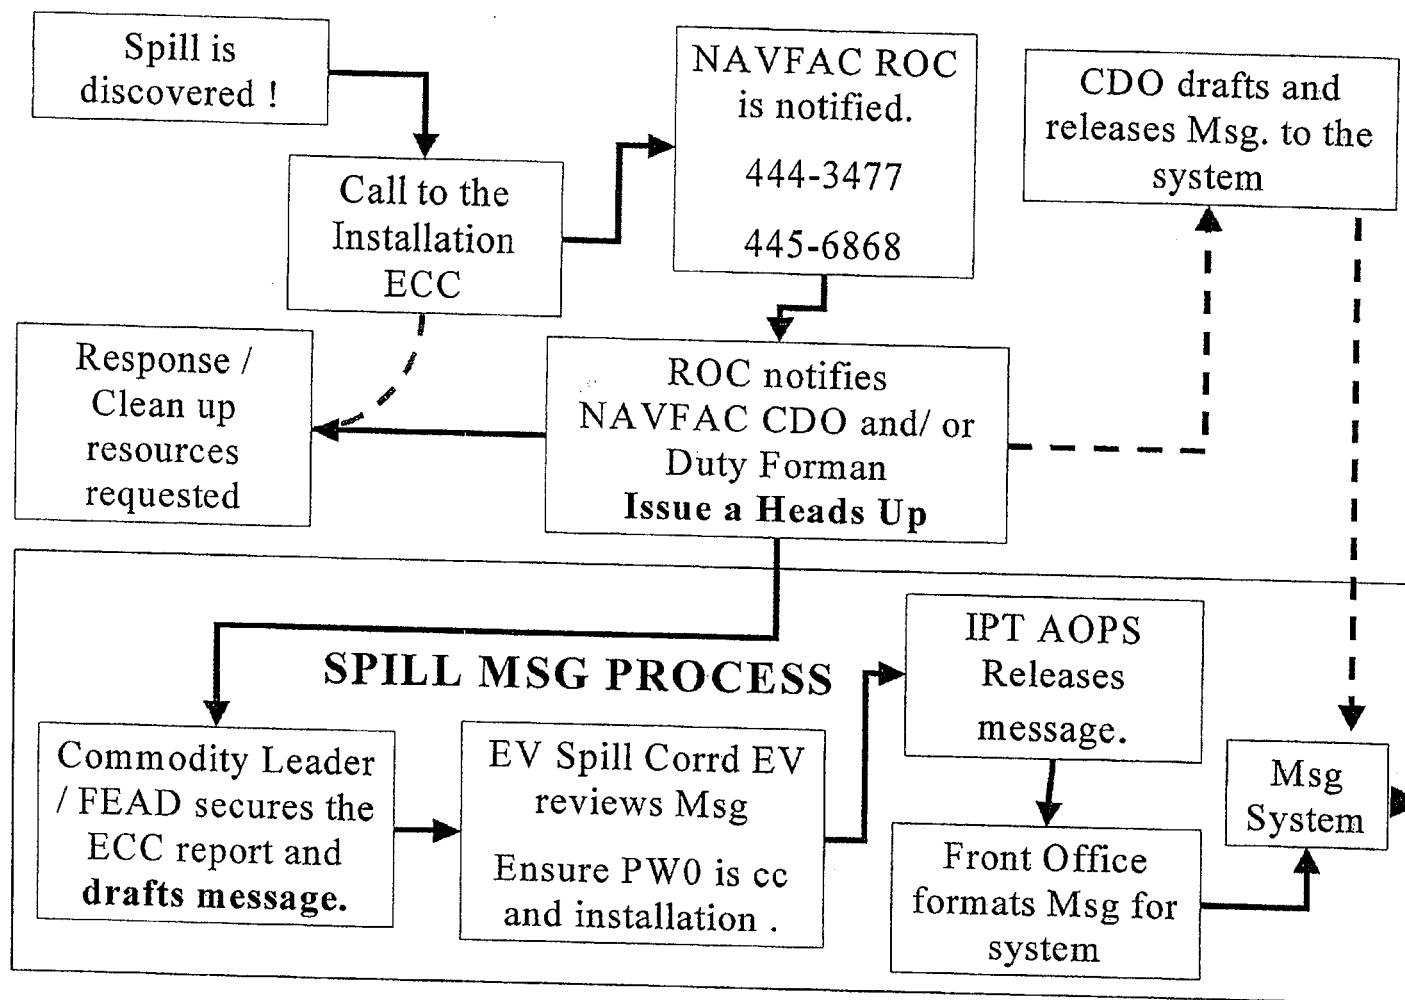 Spill is
discovered !
Call to the
Installation
ECC
NAVFAC ROC
is notified.
444-3477
445-6868
CDO drafts and
releases Msg. to the
system
Response /
Clean up
resources
requested
ROC notifies
NAVFAC CDO and/ or
Duty Forman
Issue a Heads Up
SPILL MSG PROCESS
Commodity Leader
/ FEAD secures the
ECC report and
drafts message.
EV Spill Corrd EV
reviews Msg
Ensure PW0 is cc
and installation .
IPT AOPS
Releases
message.
Front Office
formats Msg for
system
Msg
System